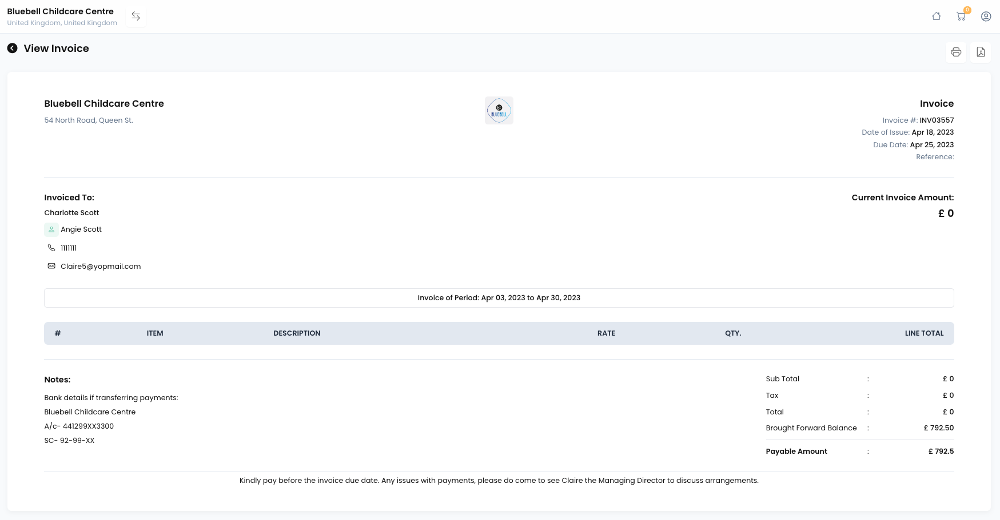 Bluebell Childcare Centre
United Kingdom, United Kingdom
0
View Invoice
Bluebell Childcare Centre
54 North Road, Queen St.
BLUEBELL
Invoice
Invoice #: INV03557
Date of Issue: Apr 18, 2023
Due Date: Apr 25, 2023
Reference:
Invoiced To:
Charlotte Scott
Angie Scott
1111111
Claire5@yopmail.com
Current Invoice Amount:
£ 0
Invoice of Period: Apr 03, 2023 to Apr 30, 2023
# ITEM DESCRIPTION RATE QTY. LINE TOTAL
Notes:
Bank details if transferring payments:
Bluebell Childcare Centre
A/c- 441299XX3300
SC- 92-99-XX
Sub Total : £ 0
Tax : £ 0
Total : £ 0
Brought Forward Balance : £ 792.50
Payable Amount : £ 792.5
Kindly pay before the invoice due date. Any issues with payments, please do come to see Claire the Managing Director to discuss arrangements.